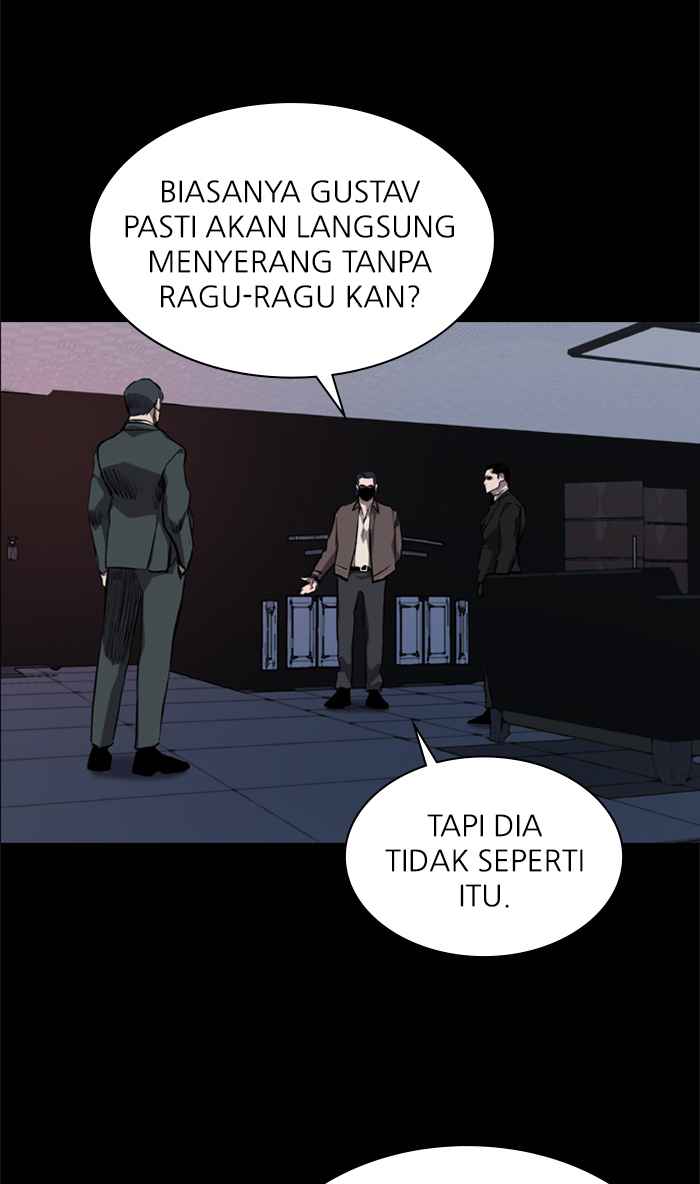 BIASANYA GUSTAV
PASTI AKAN LANGSUNG
MENYERANG TANPA
RAGU-RAGU KAN?
TAPI DIA
TIDAK SEPERTI
ITU.